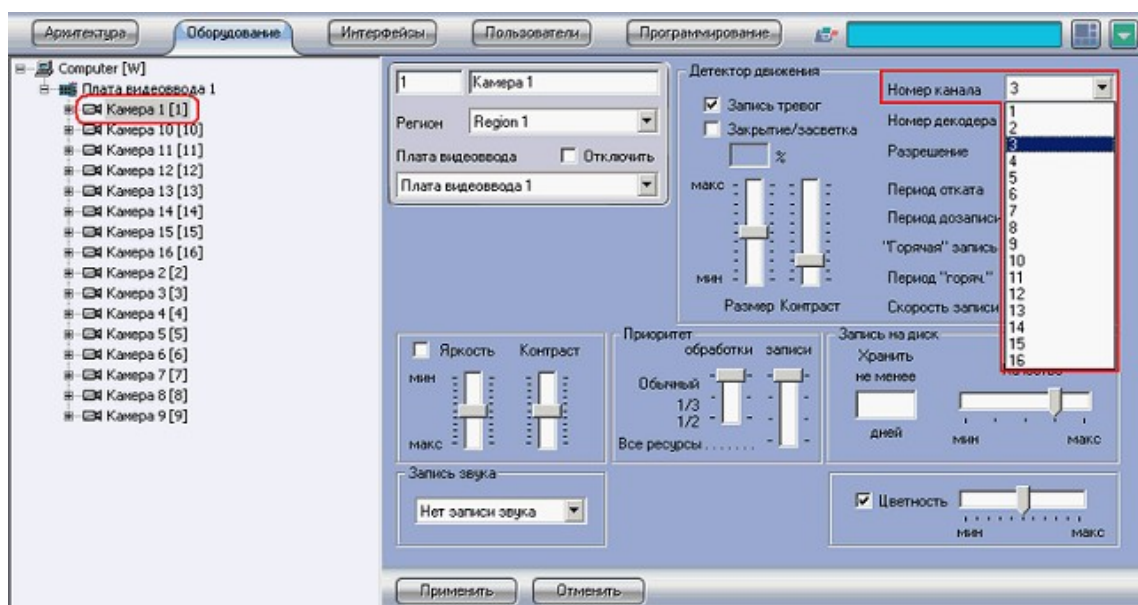 Архитектура Оборудование Интерфейсы Пользователи Программирование
Computer [W]
Плата видеоввода 1
Камера 1 [1]
Камера 10 [10]
Камера 11 [11]
Камера 12 [12]
Камера 13 [13]
Камера 14 [14]
Камера 15 [15]
Камера 16 [16]
Камера 2 [2]
Камера 3 [3]
Камера 4 [4]
Камера 5 [5]
Камера 6 [6]
Камера 7 [7]
Камера 8 [8]
Камера 9 [9]
1 Камера 1
Регион Region 1
Плата видеоввода Отключить
Плата видеоввода 1
Детектор движения
Запись тревог
Закрытие/засветка
%
макс
мин
Размер Контраст
Номер канала 3
Номер декодера
Разрешение
Период отката
Период дозаписи
"Горячая" запись
Период "горяч."
Скорость записи
1
2
3
4
5
6
7
8
9
10
11
12
13
14
15
16
Яркость Контраст
мин
макс
Приоритет
обработки записи
Обычный
1/3
1/2
Все ресурсы.......
Запись на диск
Хранить
не менее
дней
Качество
мин макс
Запись звука
Нет записи звука
Цветность
мин макс
Применить Отменить